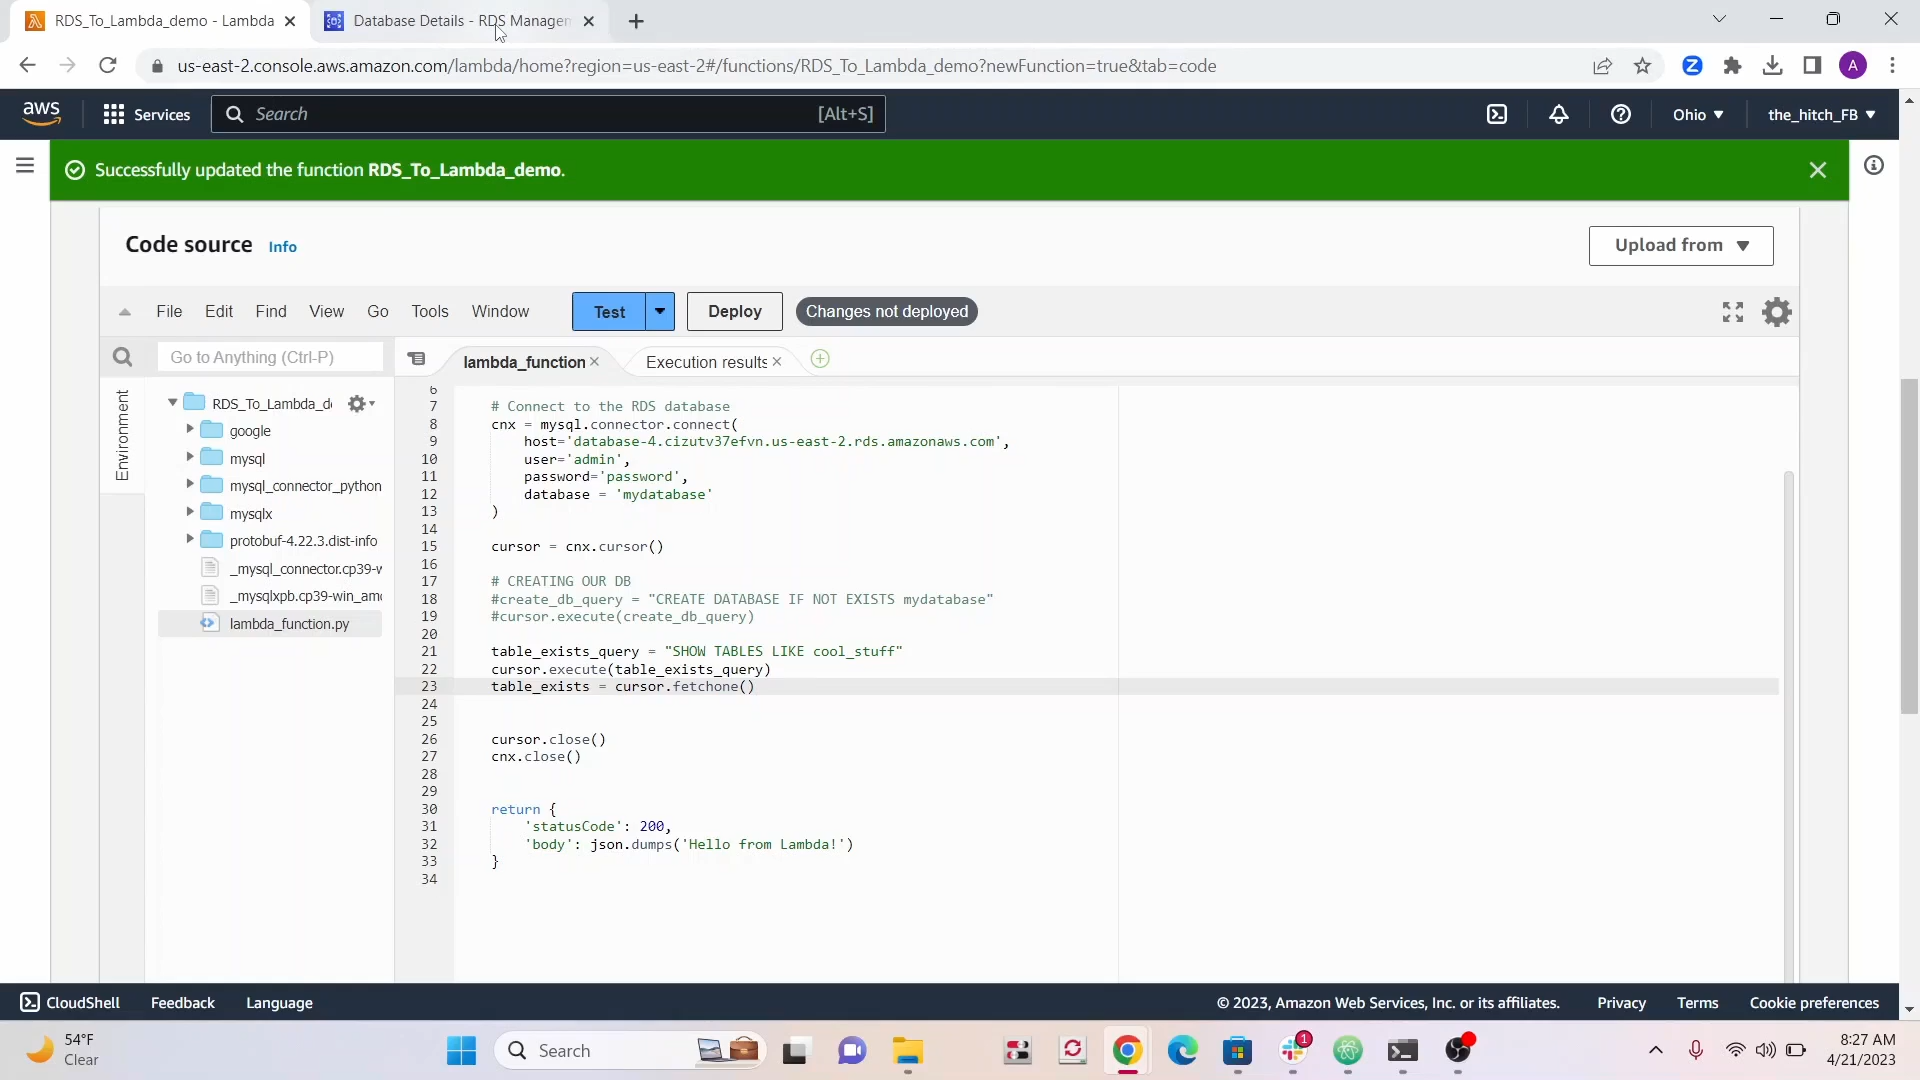 RDS_To_Lambda_demo - Lambda
Database Details - RDS Managem
us-east-2.console.aws.amazon.com/lambda/home?region=us-east-2#/functions/RDS_To_Lambda_demo?newFunction=true&tab=code
A
aws
Services
Search
[Alt+S]
Ohio
the_hitch_FB
Successfully updated the function RDS_To_Lambda_demo.
Code source Info
Upload from
File Edit Find View Go Tools Window
Test
Deploy
Changes not deployed
Go to Anything (Ctrl-P)
lambda_function
Execution results
Environment
RDS_To_Lambda_d
google
mysql
mysql_connector_python
mysqlx
protobuf-4.22.3.dist-info
_mysql_connector.cp39-w
_mysqlxpb.cp39-win_amd
lambda_function.py
6
7 # Connect to the RDS database
8 cnx = mysql.connector.connect(
9 host='database-4.cizutv37efvn.us-east-2.rds.amazonaws.com',
10 user='admin',
11 password='password',
12 database = 'mydatabase'
13 )
14
15 cursor = cnx.cursor()
16
17 # CREATING OUR DB
18 #create_db_query = "CREATE DATABASE IF NOT EXISTS mydatabase"
19 #cursor.execute(create_db_query)
20
21 table_exists_query = "SHOW TABLES LIKE cool_stuff"
22 cursor.execute(table_exists_query)
23 table_exists = cursor.fetchone()
24
25
26 cursor.close()
27 cnx.close()
28
29
30 return {
31 'statusCode': 200,
32 'body': json.dumps('Hello from Lambda!')
33 }
34
CloudShell
Feedback
Language
© 2023, Amazon Web Services, Inc. or its affiliates.
Privacy
Terms
Cookie preferences
54°F
Clear
Search
1
8:27 AM
4/21/2023